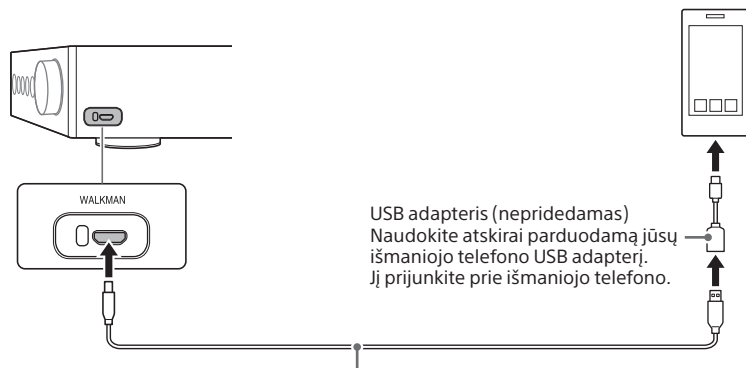 WALKMAN
USB adapteris (nepridedamas)
Naudokite atskirai parduodamą jūsų
išmaniojo telefono USB adapterį.
Jį prijunkite prie išmaniojo telefono.